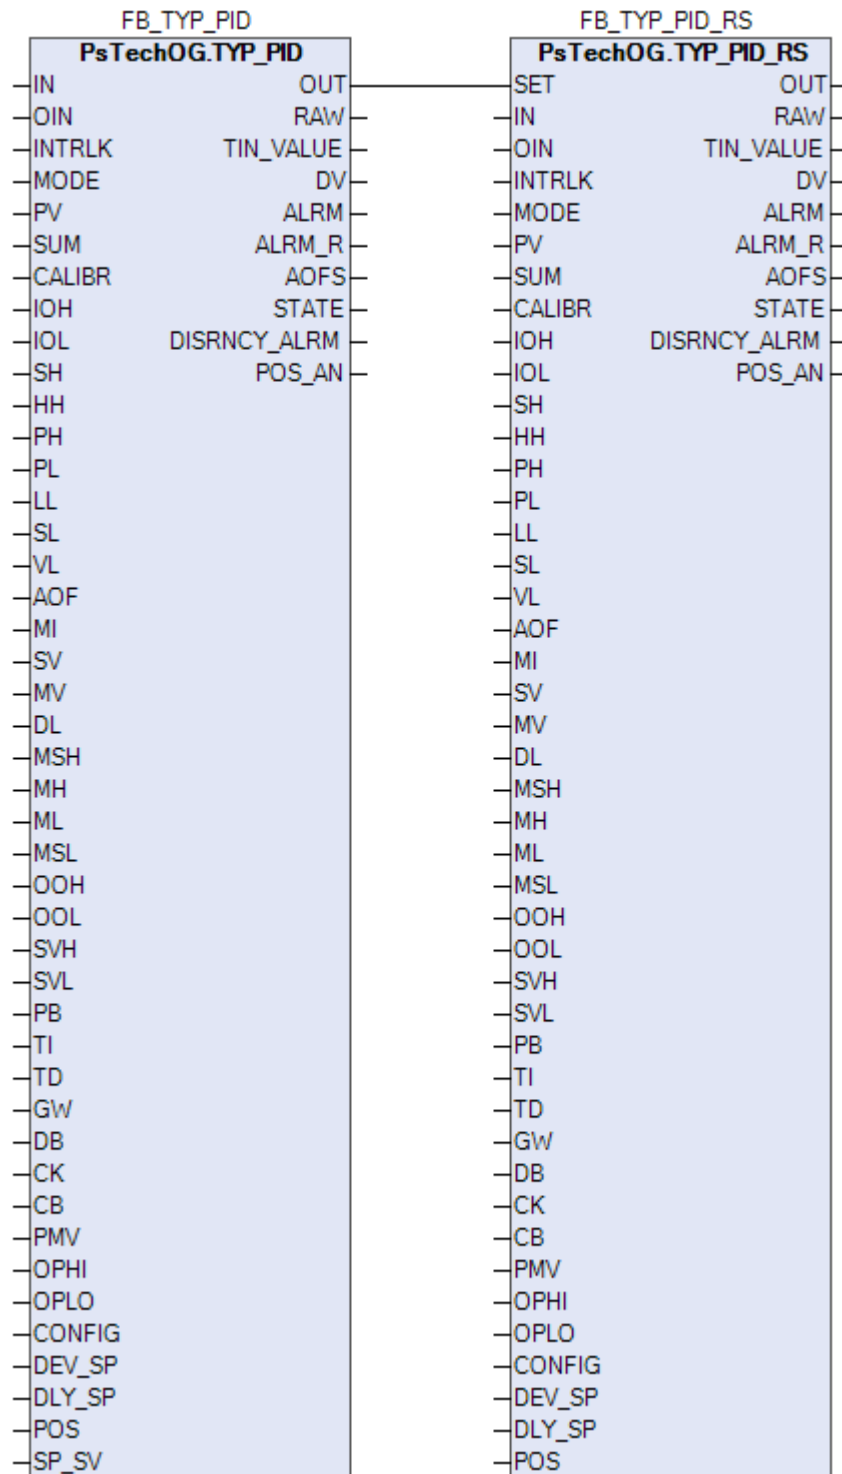 FB_TYP_PID
PsTechOG.TYP_PID
IN OUT
OIN RAW
INTRLK TIN_VALUE
MODE DV
PV ALRM
SUM ALRM_R
CALIBR AOFS
IOH STATE
IOL DISRNCY_ALRM
SH POS_AN
HH
PH
PL
LL
SL
VL
AOF
MI
SV
MV
DL
MSH
MH
ML
MSL
OOH
OOL
SVH
SVL
PB
TI
TD
GW
DB
CK
CB
PMV
OPHI
OPLO
CONFIG
DEV_SP
DLY_SP
POS
SP_SV
FB_TYP_PID_RS
PsTechOG.TYP_PID_RS
SET OUT
IN RAW
OIN TIN_VALUE
INTRLK DV
MODE ALRM
PV ALRM_R
SUM AOFS
CALIBR STATE
IOH DISRNCY_ALRM
IOL POS_AN
SH
HH
PH
PL
LL
SL
VL
AOF
MI
SV
MV
DL
MSH
MH
ML
MSL
OOH
OOL
SVH
SVL
PB
TI
TD
GW
DB
CK
CB
PMV
OPHI
OPLO
CONFIG
DEV_SP
DLY_SP
POS